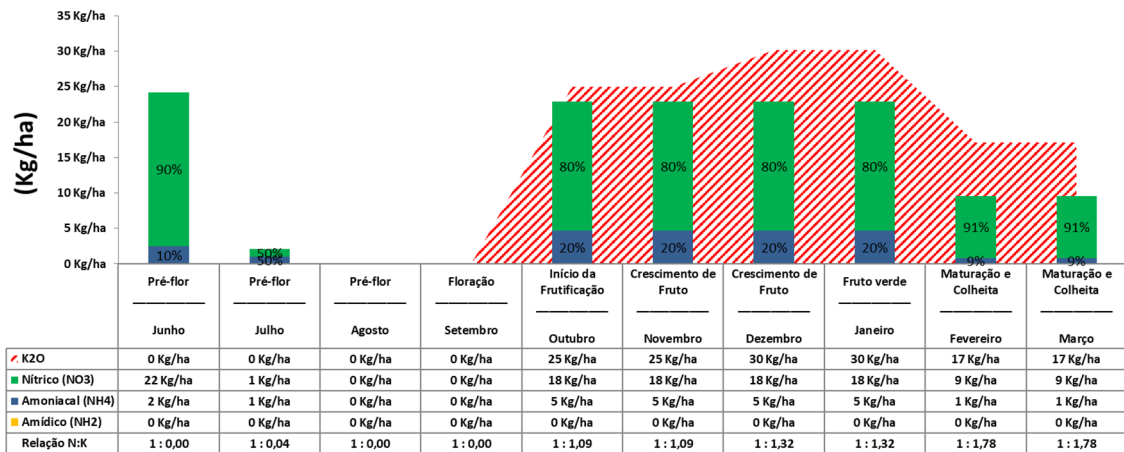 35 Kg/ha
30 Kg/ha
25 Kg/ha
20 Kg/ha
15 Kg/ha
10 Kg/ha
5 Kg/ha
0 Kg/ha
(Kg/ha)
90% 80% 80% 80% 80% 91% 91%
10% 50% 20% 20% 20% 20% 9% 9%
50%
Pré-flor Pré-flor Pré-flor Floração Início da Frutificação Crescimento de Fruto Crescimento de Fruto Fruto verde Maturação e Colheita Maturação e Colheita
Junho Julho Agosto Setembro Outubro Novembro Dezembro Janeiro Fevereiro Março
K2O 0 Kg/ha 0 Kg/ha 0 Kg/ha 0 Kg/ha 25 Kg/ha 25 Kg/ha 30 Kg/ha 30 Kg/ha 17 Kg/ha 17 Kg/ha
Nítrico (NO3) 22 Kg/ha 1 Kg/ha 0 Kg/ha 0 Kg/ha 18 Kg/ha 18 Kg/ha 18 Kg/ha 18 Kg/ha 9 Kg/ha 9 Kg/ha
Amoniacal (NH4) 2 Kg/ha 1 Kg/ha 0 Kg/ha 0 Kg/ha 5 Kg/ha 5 Kg/ha 5 Kg/ha 5 Kg/ha 1 Kg/ha 1 Kg/ha
Amídico (NH2) 0 Kg/ha 0 Kg/ha 0 Kg/ha 0 Kg/ha 0 Kg/ha 0 Kg/ha 0 Kg/ha 0 Kg/ha 0 Kg/ha 0 Kg/ha
Relação N:K 1 : 0,00 1 : 0,04 1 : 0,00 1 : 0,00 1 : 1,09 1 : 1,09 1 : 1,32 1 : 1,32 1 : 1,78 1 : 1,78